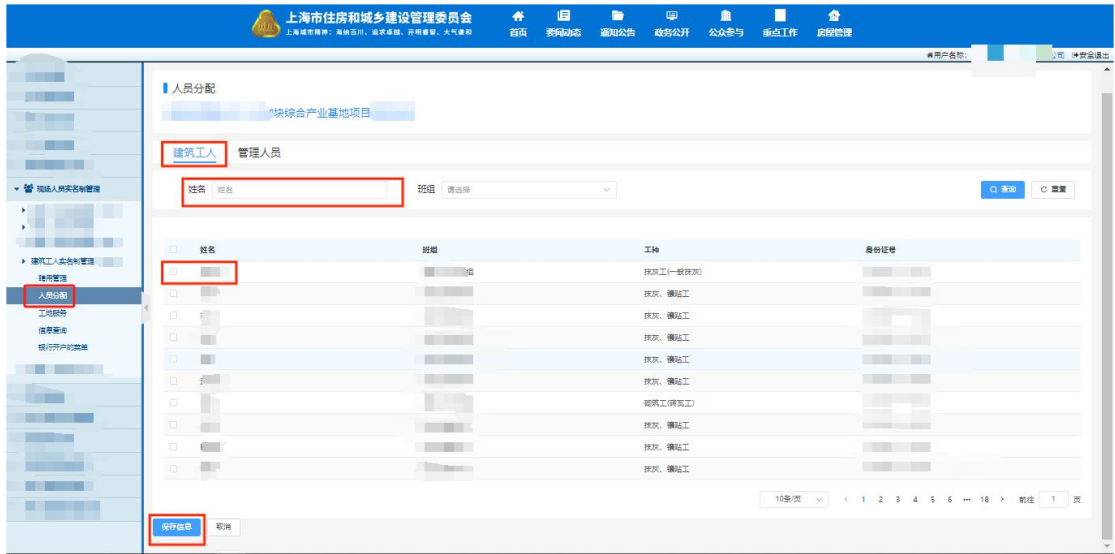 上海市住房和城乡建设管理委员会
上海城市精神：海纳百川、追求卓越、开明睿智、大气谦和
首页 要闻动态 通知公告 政务公开 公众参与 重点工作 房屋管理
用户名称: 公司 安全退出
人员分配
块综合产业基地项目
建筑工人 管理人员
姓名 姓名 班组 请选择 查询 重置
现场人员实名制管理
建筑工人实名制管理
聘用管理
人员分配
工地服务
信息查询
银行开户的菜单
姓名 班组 工种 身份证号
组 抹灰工(一般抹灰)
抹灰、镶贴工
抹灰、镶贴工
抹灰、镶贴工
抹灰、镶贴工
抹灰、镶贴工
砌筑工(砖瓦工)
抹灰、镶贴工
抹灰、镶贴工
抹灰、镶贴工
10条/页 < 1 2 3 4 5 6 ··· 18 > 前往 1 页
保存信息 取消